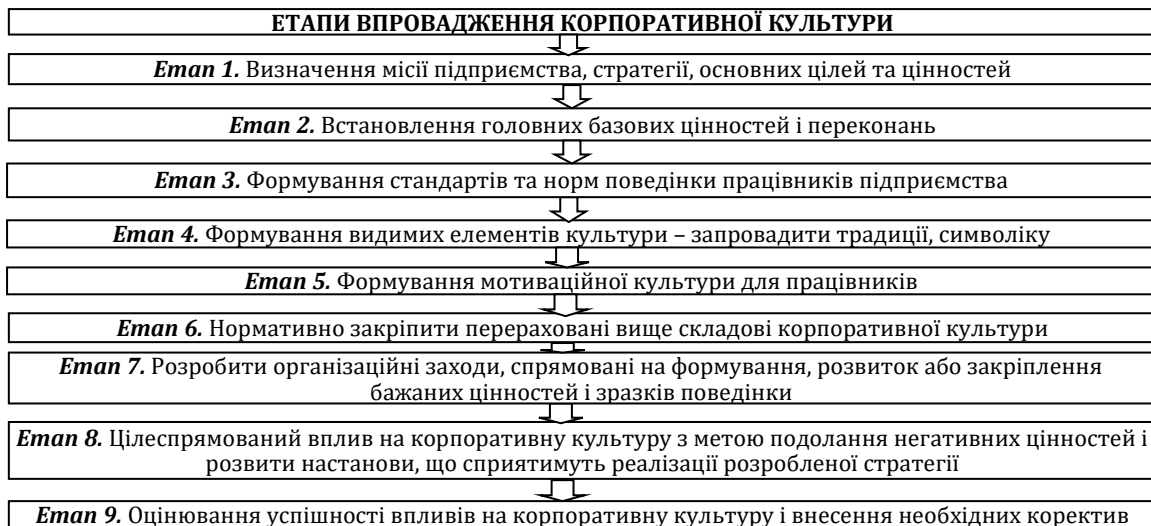 ЕТАПИ ВПРОВАДЖЕННЯ КОРПОРАТИВНОЇ КУЛЬТУРИ
Етап 1. Визначення місії підприємства, стратегії, основних цілей та цінностей
Етап 2. Встановлення головних базових цінностей і переконань
Етап 3. Формування стандартів та норм поведінки працівників підприємства
Етап 4. Формування видимих елементів культури – запровадити традиції, символіку
Етап 5. Формування мотиваційної культури для працівників
Етап 6. Нормативно закріпити перераховані вище складові корпоративної культури
Етап 7. Розробити організаційні заходи, спрямовані на формування, розвиток або закріплення
бажаних цінностей і зразків поведінки
Етап 8. Цілеспрямований вплив на корпоративну культуру з метою подолання негативних цінностей і
розвити настанови, що сприятимуть реалізації розробленої стратегії
Етап 9. Оцінювання успішності впливів на корпоративну культуру і внесення необхідних коректив